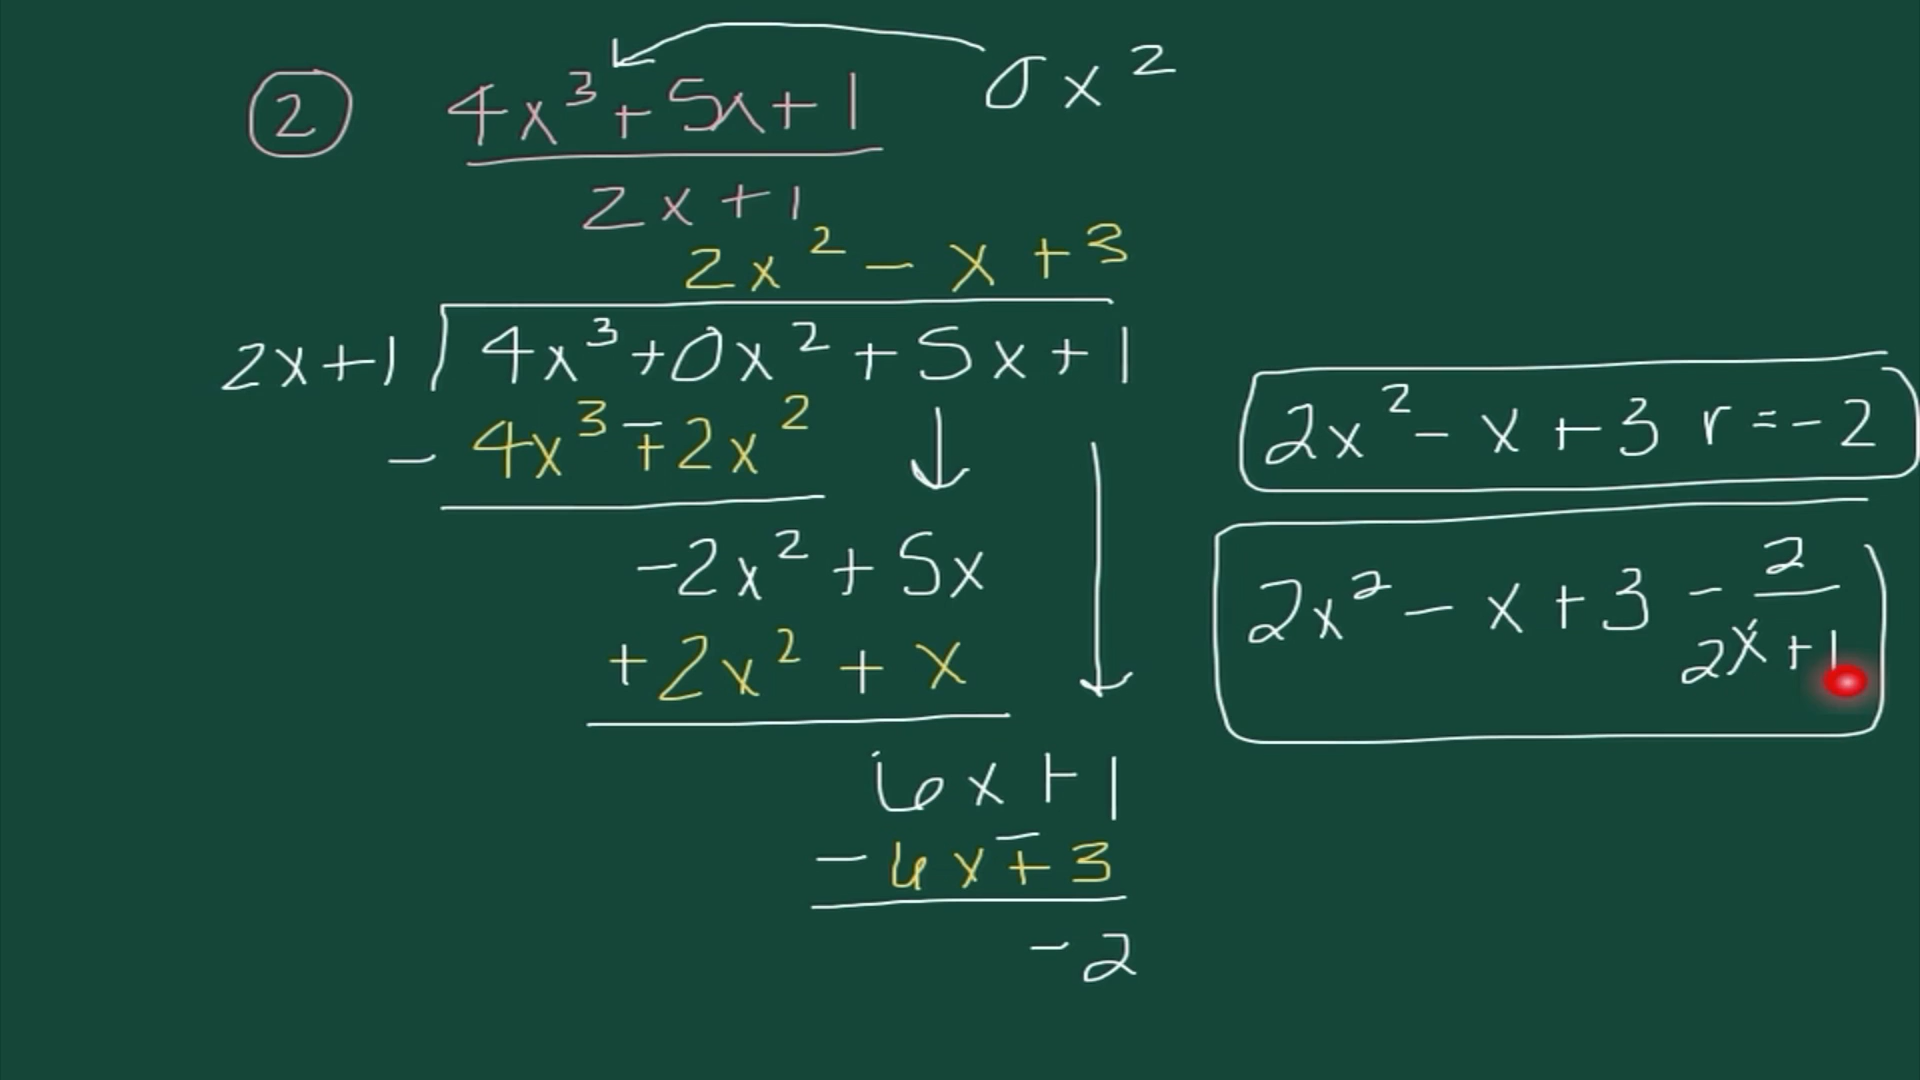 ② 4x³ + 5x + 1 0x²
2x + 1
2x² - x + 3
2x+1 4x³ + 0x² + 5x + 1
- 4x³ ∓ 2x²
-2x² + 5x
+ 2x² + x
6x + 1
- 6x ∓ 3
-2
2x² - x + 3 r = -2
2x² - x + 3 - 2
2x + 1